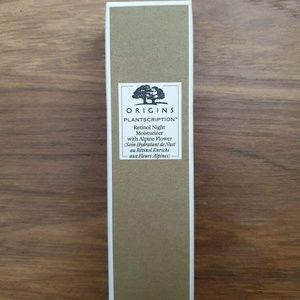 ORIGINS
PLANTSCRIPTION™
Retinol Night
Moisturizer
with Alpine Flower
(Soin Hydratant de Nuit
au Rétinol Enrichi
aux Fleurs Alpines)